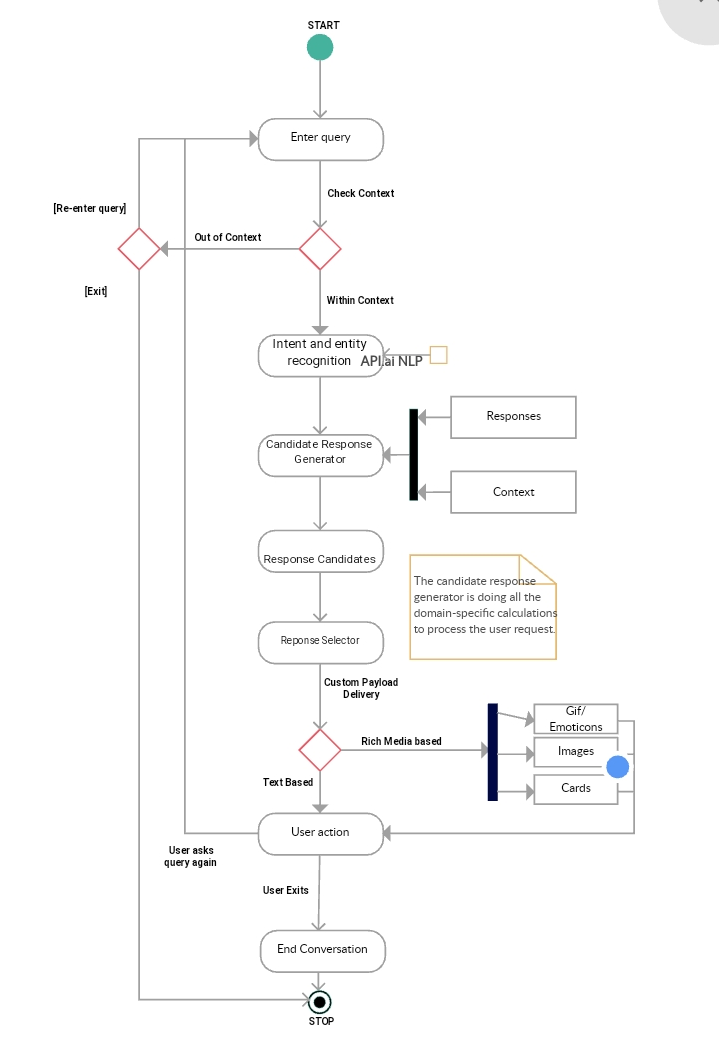 START
Enter query
Check Context
[Re-enter query]
Out of Context
[Exit]
Within Context
Intent and entity
recognition
API.ai NLP
Responses
Candidate Response
Generator
Context
Response Candidates
The candidate response
generator is doing all the
domain-specific calculations
to process the user request.
Reponse Selector
Custom Payload
Delivery
Rich Media based
Gif/
Emoticons
Images
Cards
Text Based
User action
User asks
query again
User Exits
End Conversation
STOP